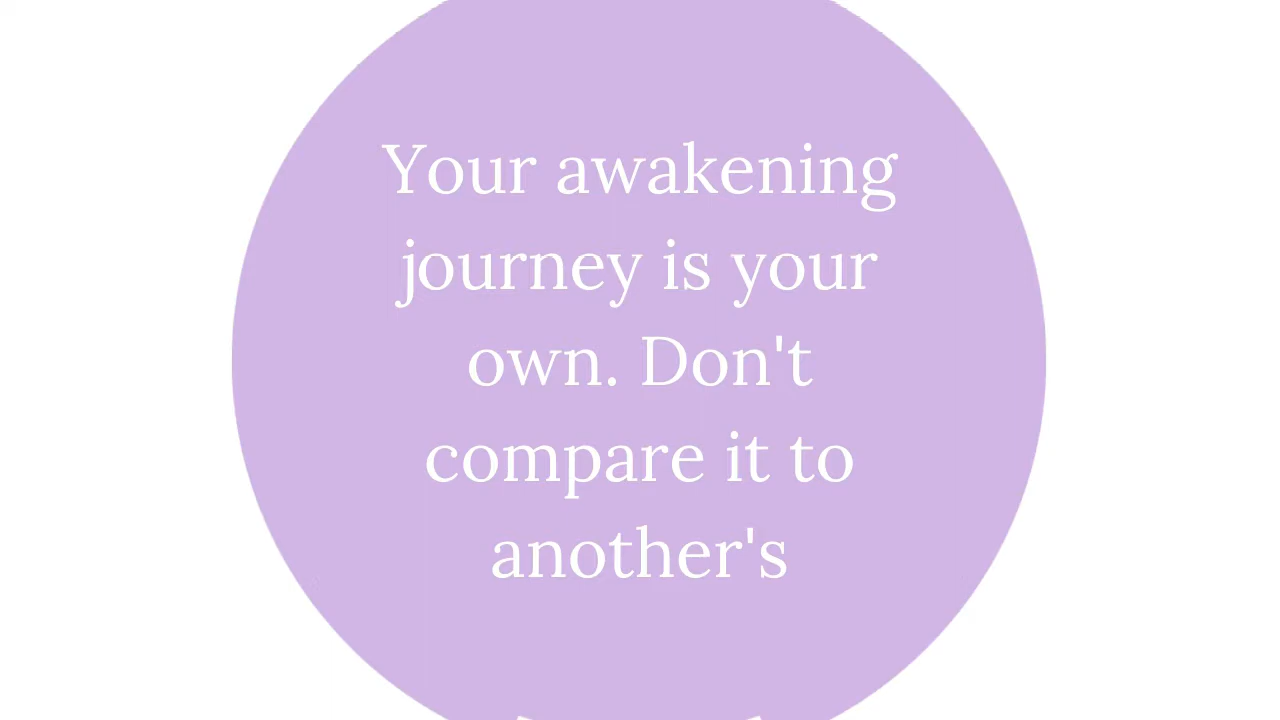 Your awakening
journey is your
own. Don't
compare it to
another's